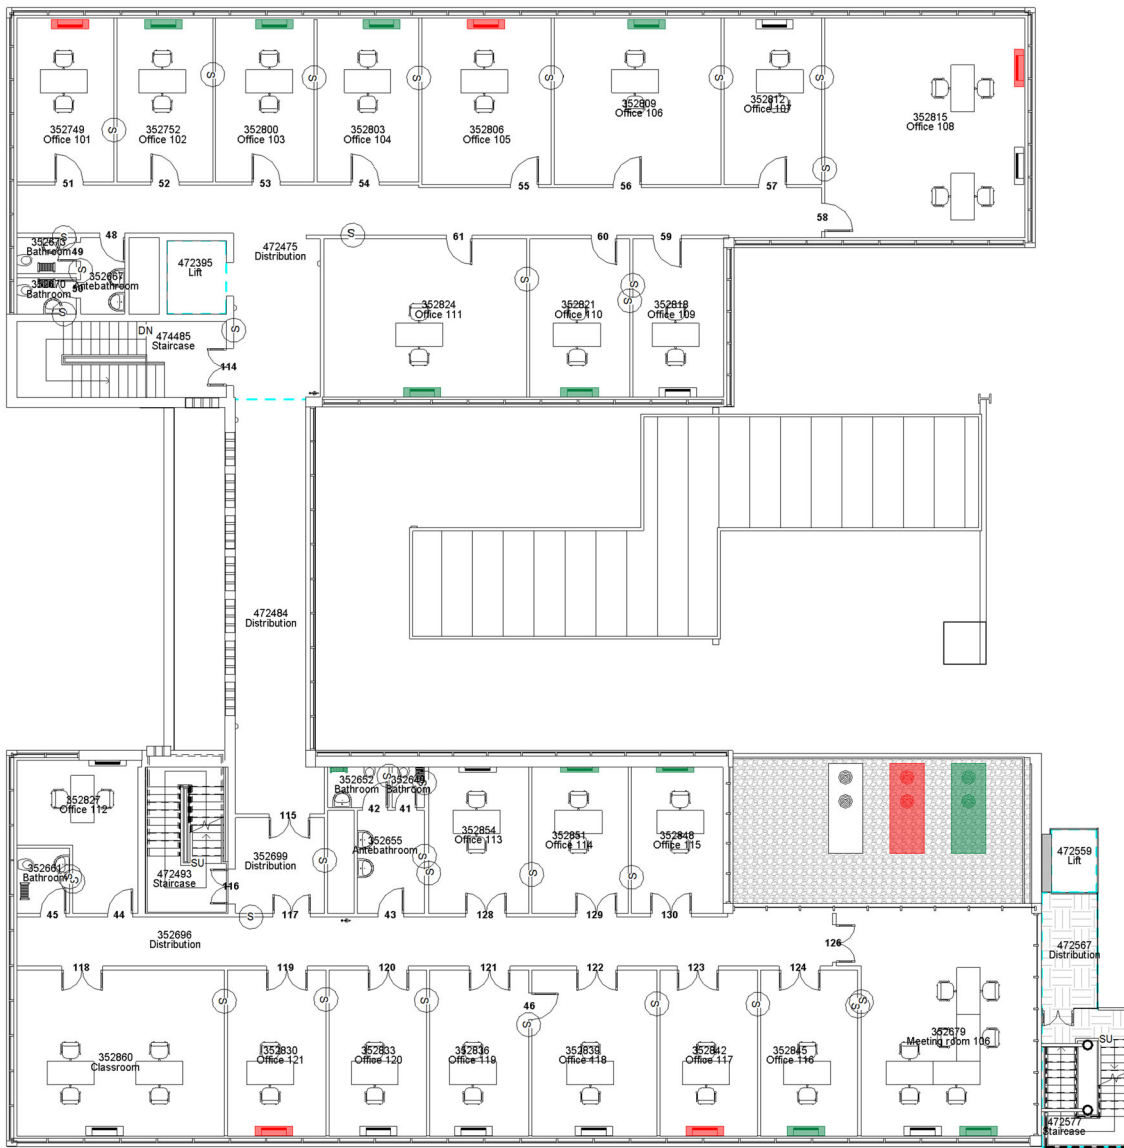 352749
Office 101
352752
Office 102
352800
Office 103
352803
Office 104
352806
Office 105
352809
Office 106
352812
Office 107
352815
Office 108
S
S
S
S
S
S
S
S
51
52
53
54
55
56
57
58
352673
Bathroom
49
48
472395
Lift
472475
Distribution
S
61
60
59
S
S
352667
Antebathroom
352670
Bathroom
50
S
DN
474485
Staircase
S
114
352824
Office 111
352821
Office 110
352818
Office 109
S
S
S
S
472484
Distribution
352827
Office 112
352661
Bathroom
S
S
45
44
SU
472493
Staircase
116
115
352699
Distribution
S
117
S
352652
Bathroom
Bathroom
42
41
S
S
352655
Antebathroom
43
S
S
352854
Office 113
352851
Office 114
352848
Office 115
S
S
128
129
130
472559
Lift
352696
Distribution
126
472567
Distribution
118
119
120
121
46
122
123
124
S
S
S
S
S
S
S
S
352860
Classroom
352830
Office 121
352833
Office 120
352836
Office 119
352839
Office 118
352842
Office 117
352845
Office 116
352679
Meeting room 106
SU
472577
Staircase